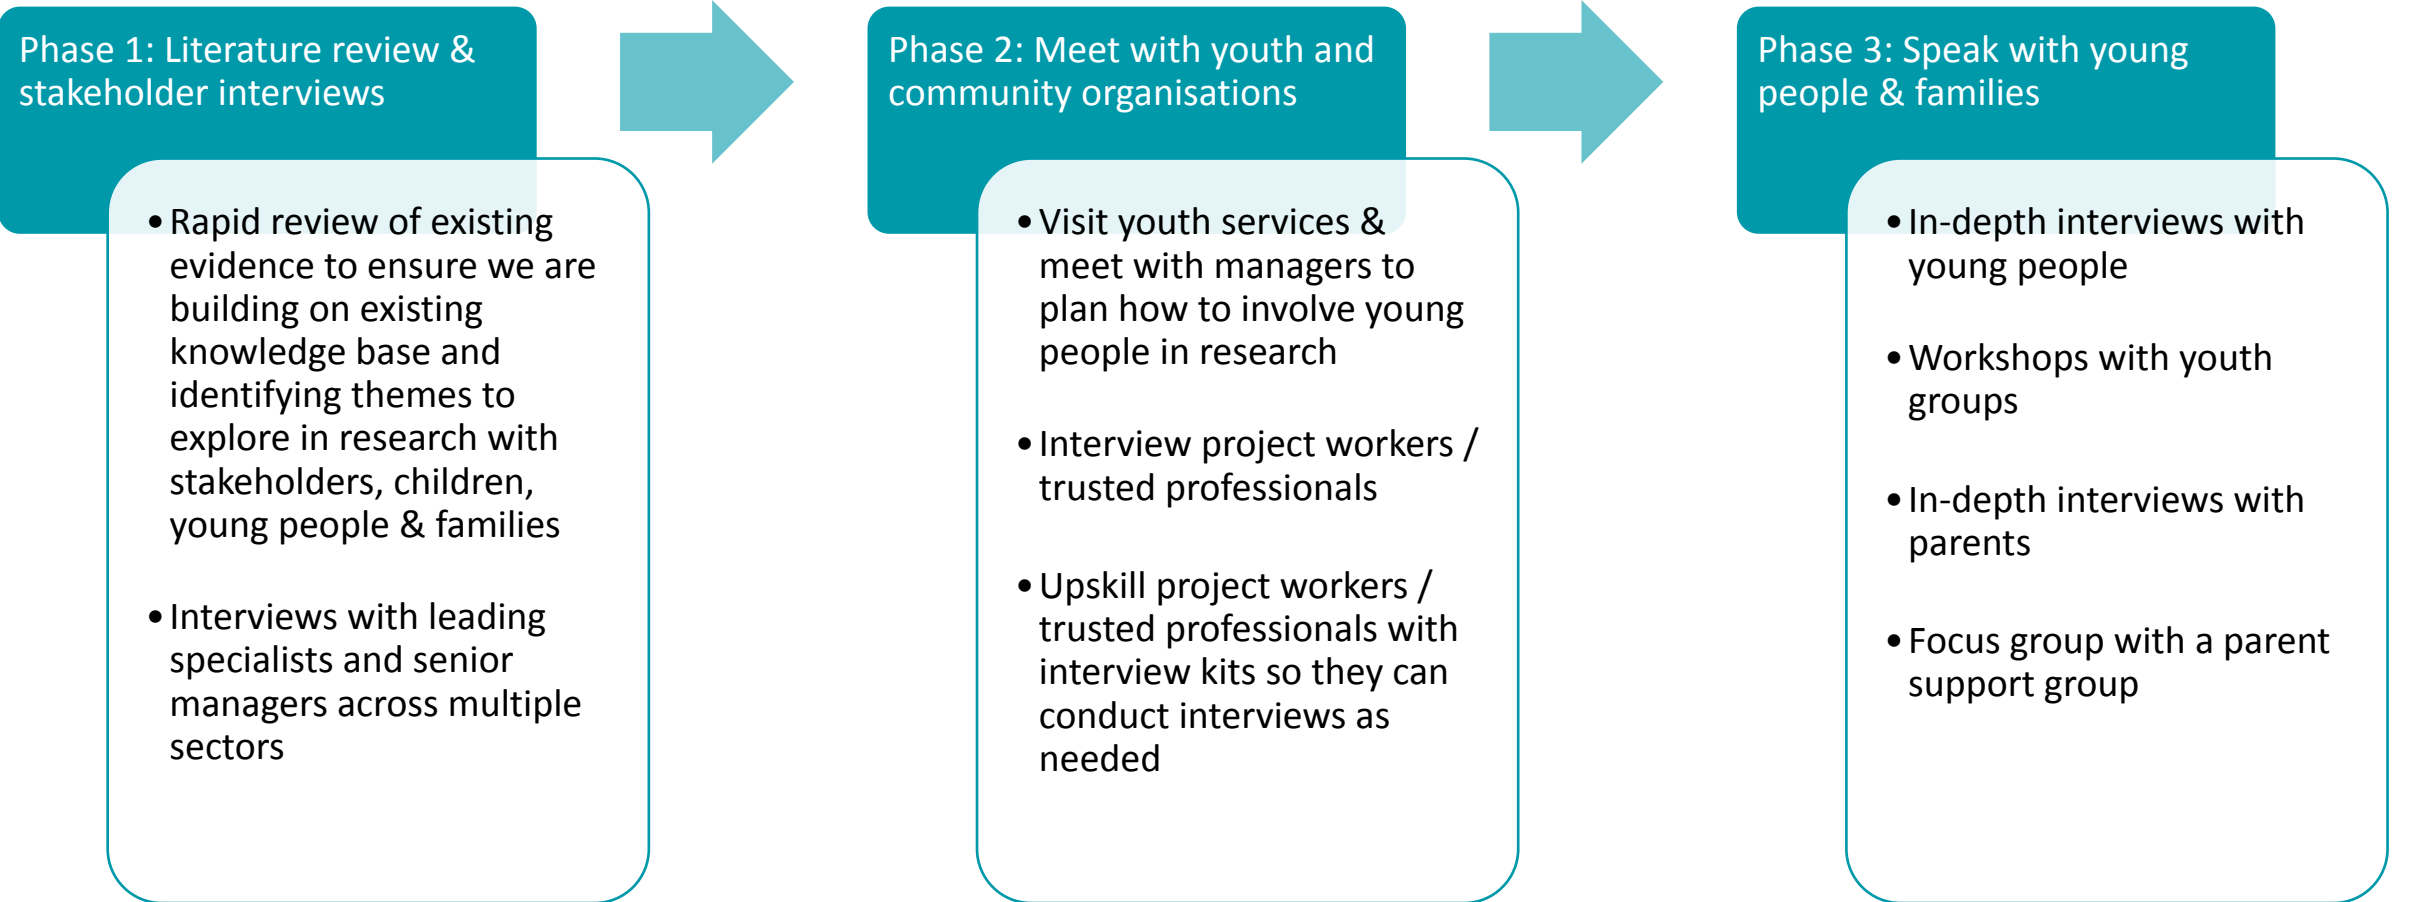 Phase 1: Literature review &
stakeholder interviews
•Rapid review of existing
evidence to ensure we are
building on existing
knowledge base and
identifying themes to
explore in research with
stakeholders, children,
young people & families
•Interviews with leading
specialists and senior
managers across multiple
sectors
Phase 2: Meet with youth and
community organisations
•Visit youth services &
meet with managers to
plan how to involve young
people in research
•Interview project workers /
trusted professionals
•Upskill project workers /
trusted professionals with
interview kits so they can
conduct interviews as
needed
Phase 3: Speak with young
people & families
•In-depth interviews with
young people
•Workshops with youth
groups
•In-depth interviews with
parents
•Focus group with a parent
support group